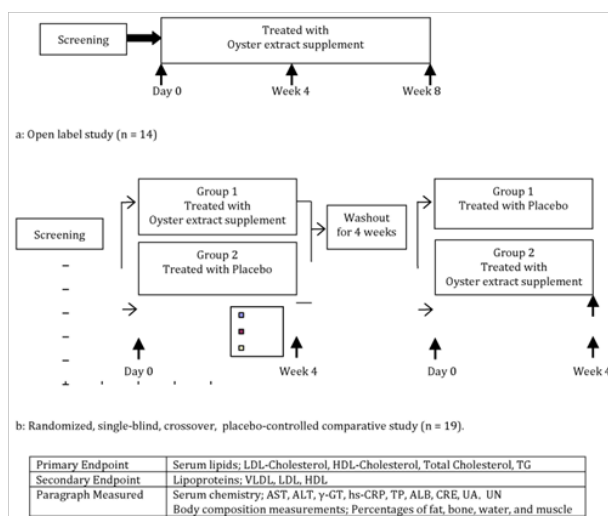 Screening
Treated with
Oyster extract supplement
Day 0
Week 4
Week 8
a: Open label study (n = 14)
Screening
Group 1
Treated with
Oyster extract supplement
Group 2
Treated with Placebo
Washout
for 4 weeks
Group 1
Treated with Placebo
Group 2
Treated with
Oyster extract supplement
Day 0
Week 4
Day 0
Week 4
b: Randomized, single-blind, crossover, placebo-controlled comparative study (n = 19).
Primary Endpoint Serum lipids; LDL-Cholesterol, HDL-Cholesterol, Total Cholesterol, TG
Secondary Endpoint Lipoproteins; VLDL, LDL, HDL
Paragraph Measured Serum chemistry; AST, ALT, γ-GT, hs-CRP, TP, ALB, CRE, UA, UN
Body composition measurements; Percentages of fat, bone, water, and muscle